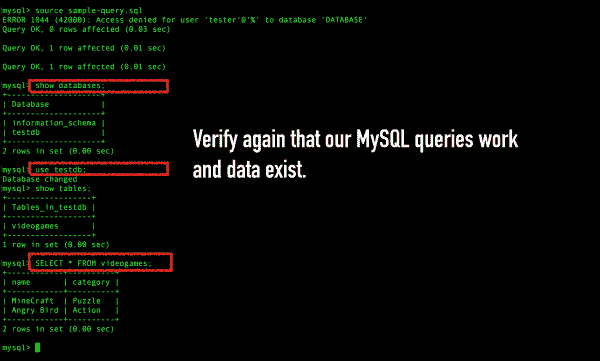 mysql> source sample-query.sql
ERROR 1044 (42000): Access denied for user 'tester'@'%' to database 'DATABASE'
Query OK, 0 rows affected (0.03 sec)
Query OK, 1 row affected (0.01 sec)
Query OK, 1 row affected (0.01 sec)
mysql> show databases;
+--------------------+
| Database           |
+--------------------+
| information_schema |
| testdb             |
+--------------------+
2 rows in set (0.00 sec)
mysql> use testdb;
Database changed
mysql> show tables;
+------------------+
| Tables_in_testdb |
+------------------+
| videogames       |
+------------------+
1 row in set (0.00 sec)
mysql> SELECT * FROM videogames;
+------------+----------+
| name       | category |
+------------+----------+
| MineCraft  | Puzzle   |
| Angry Bird | Action   |
+------------+----------+
2 rows in set (0.00 sec)
mysql>
Verify again that our MySQL queries work
and data exist.